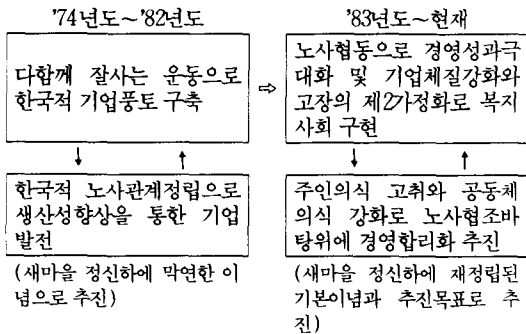 '74년도~'82년도
다함께 잘사는 운동으로
한국적 기업풍토 구축
한국적 노사관계정립으로
생산성향상을 통한 기업
발전
(새마을 정신하에 막연한 이
념으로 추진)
⇨
'83년도~현재
노사협동으로 경영성과극
대화 및 기업체질강화와
고장의 제2가정화로 복지
사회 구현
주인의식 고취와 공동체
의식 강화로 노사협조바
탕위에 경영합리화 추진
(새마을 정신하에 재정립된
기본이념과 추진목표로 추
진)